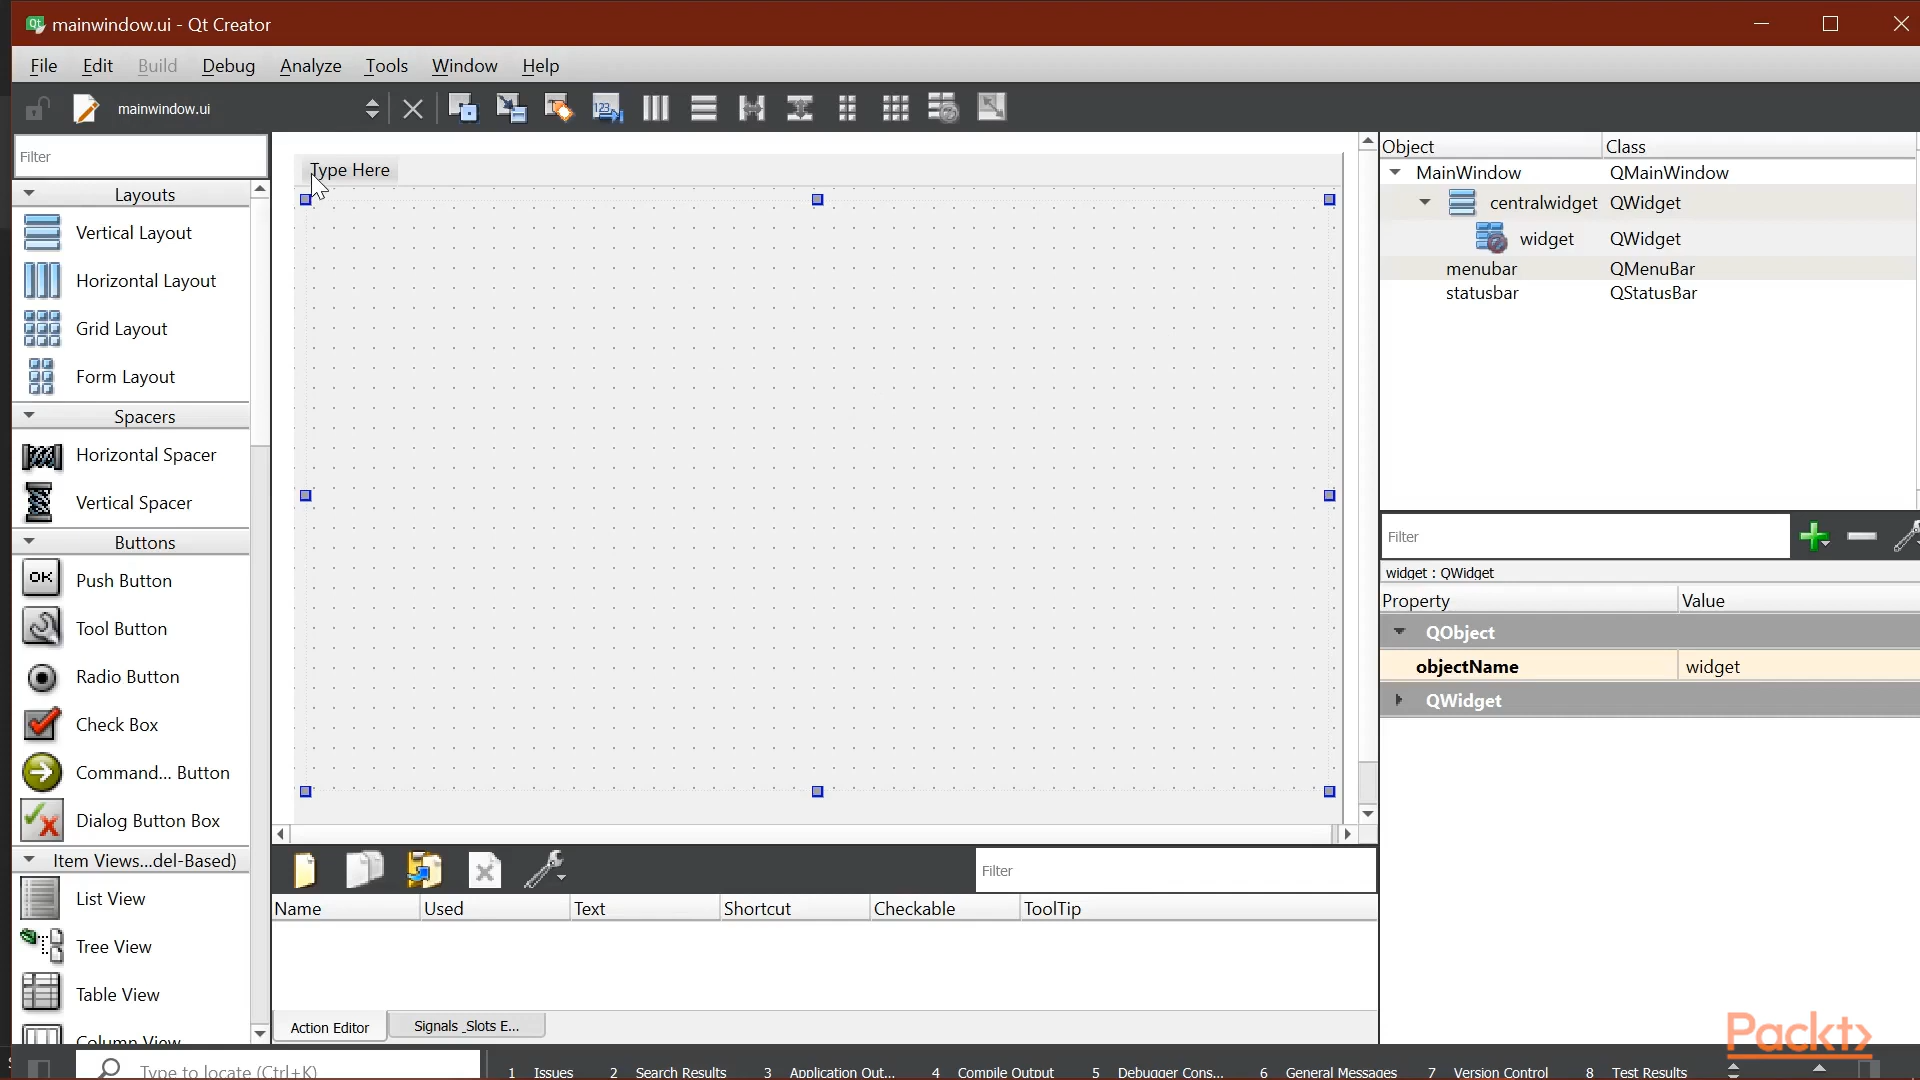 mainwindow.ui - Qt Creator
File Edit Build Debug Analyze Tools Window Help
mainwindow.ui
Filter
Layouts
Vertical Layout
Horizontal Layout
Grid Layout
Form Layout
Spacers
Horizontal Spacer
Vertical Spacer
Buttons
OK Push Button
Tool Button
Radio Button
Check Box
Command... Button
Dialog Button Box
Item Views...del-Based)
List View
Tree View
Table View
Column View
Type Here
Object Class
MainWindow QMainWindow
centralwidget QWidget
widget QWidget
menubar QMenuBar
statusbar QStatusBar
Filter
widget : QWidget
Property Value
QObject
objectName widget
QWidget
Filter
Name Used Text Shortcut Checkable ToolTip
Action Editor Signals _Slots E...
Packt>
Type to locate (Ctrl+K)
1 Issues 2 Search Results 3 Application Out... 4 Compile Output 5 Debugger Cons... 6 General Messages 7 Version Control 8 Test Results